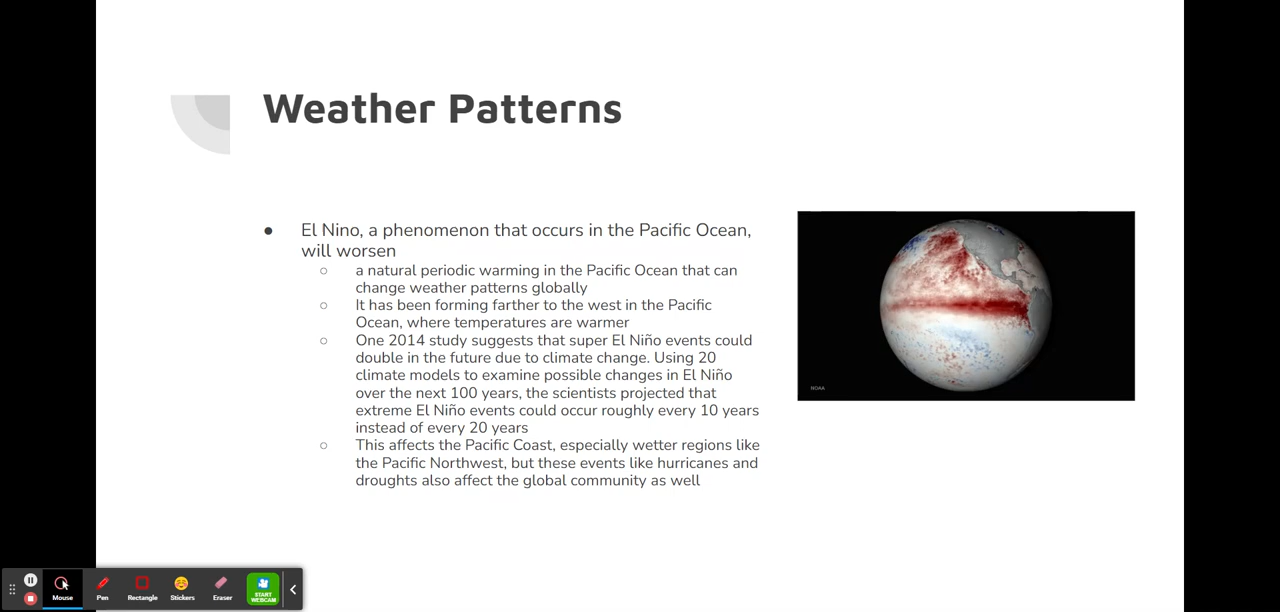 Weather Patterns
● El Nino, a phenomenon that occurs in the Pacific Ocean,
will worsen
○ a natural periodic warming in the Pacific Ocean that can
change weather patterns globally
○ It has been forming farther to the west in the Pacific
Ocean, where temperatures are warmer
○ One 2014 study suggests that super El Niño events could
double in the future due to climate change. Using 20
climate models to examine possible changes in El Niño
over the next 100 years, the scientists projected that
extreme El Niño events could occur roughly every 10 years
instead of every 20 years
○ This affects the Pacific Coast, especially wetter regions like
the Pacific Northwest, but these events like hurricanes and
droughts also affect the global community as well
NOAA
Mouse
Pen
Rectangle
Stickers
Eraser
START
WEBCAM